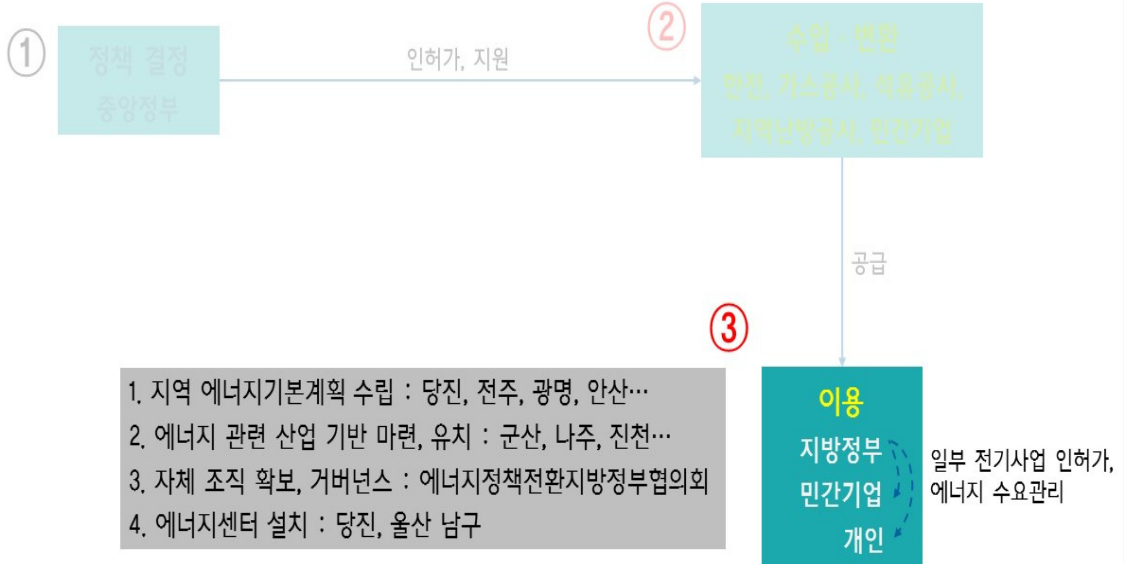 ①
정책 결정
중앙정부
인허가, 지원
②
수입·변환
한전, 가스공사, 석유공사,
지역난방공사, 민간기업
공급
③
1. 지역 에너지기본계획 수립 : 당진, 전주, 광명, 안산…
2. 에너지 관련 산업 기반 마련, 유치 : 군산, 나주, 진천…
3. 자체 조직 확보, 거버넌스 : 에너지정책전환지방정부협의회
4. 에너지센터 설치 : 당진, 울산 남구
이용
지방정부
민간기업
개인
일부 전기사업 인허가,
에너지 수요관리